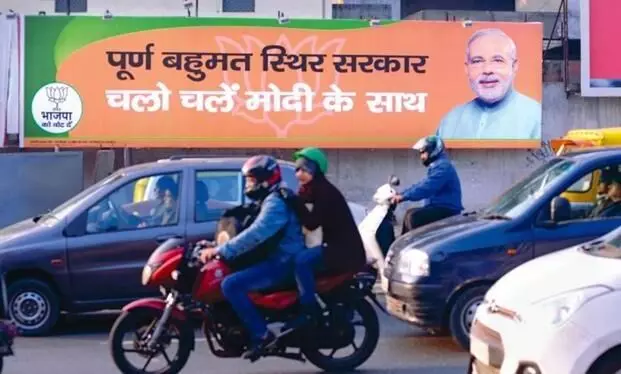 पूर्ण बहुमत स्थिर सरकार
चलो चलें मोदी के साथ
भाजपा
को वोट दें